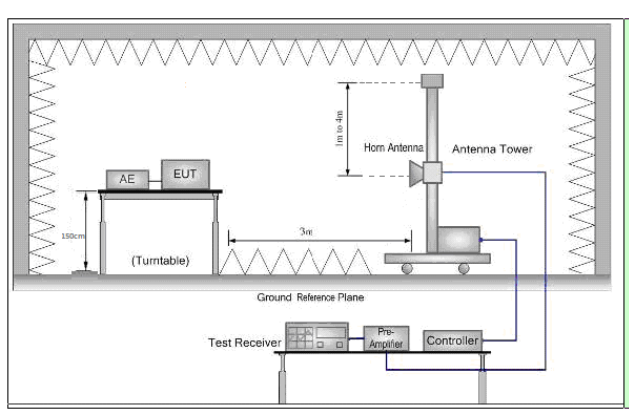 1m to 4m
Horn Antenna
Antenna Tower
AE
EUT
150cm
3m
(Turntable)
Ground Reference Plane
Test Receiver
Pre-
Amplifier
Controller